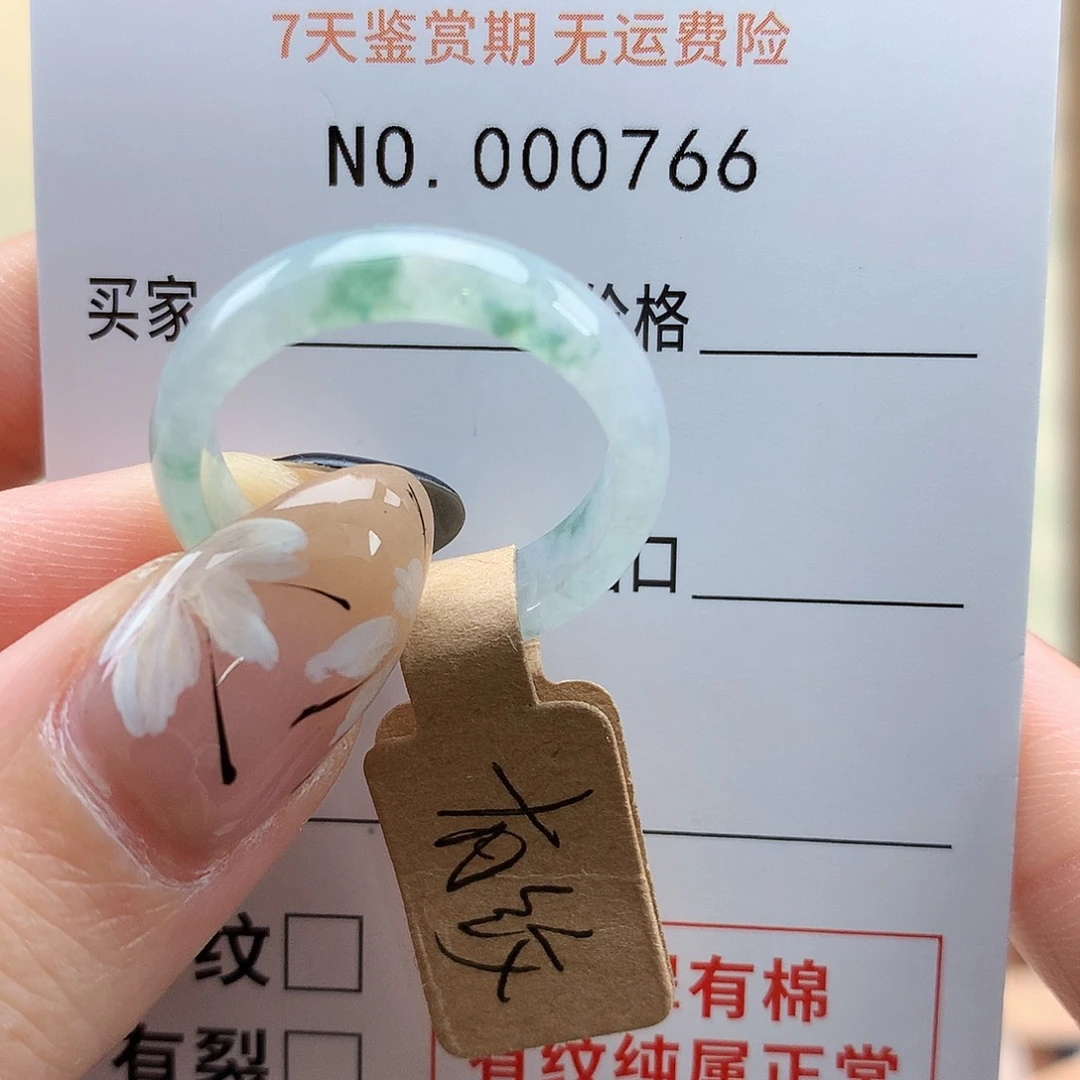 7天鉴赏期 无运费险
NO.000766
买家
价格
口
有纹
纹
有裂
有棉
有纹纯属正常